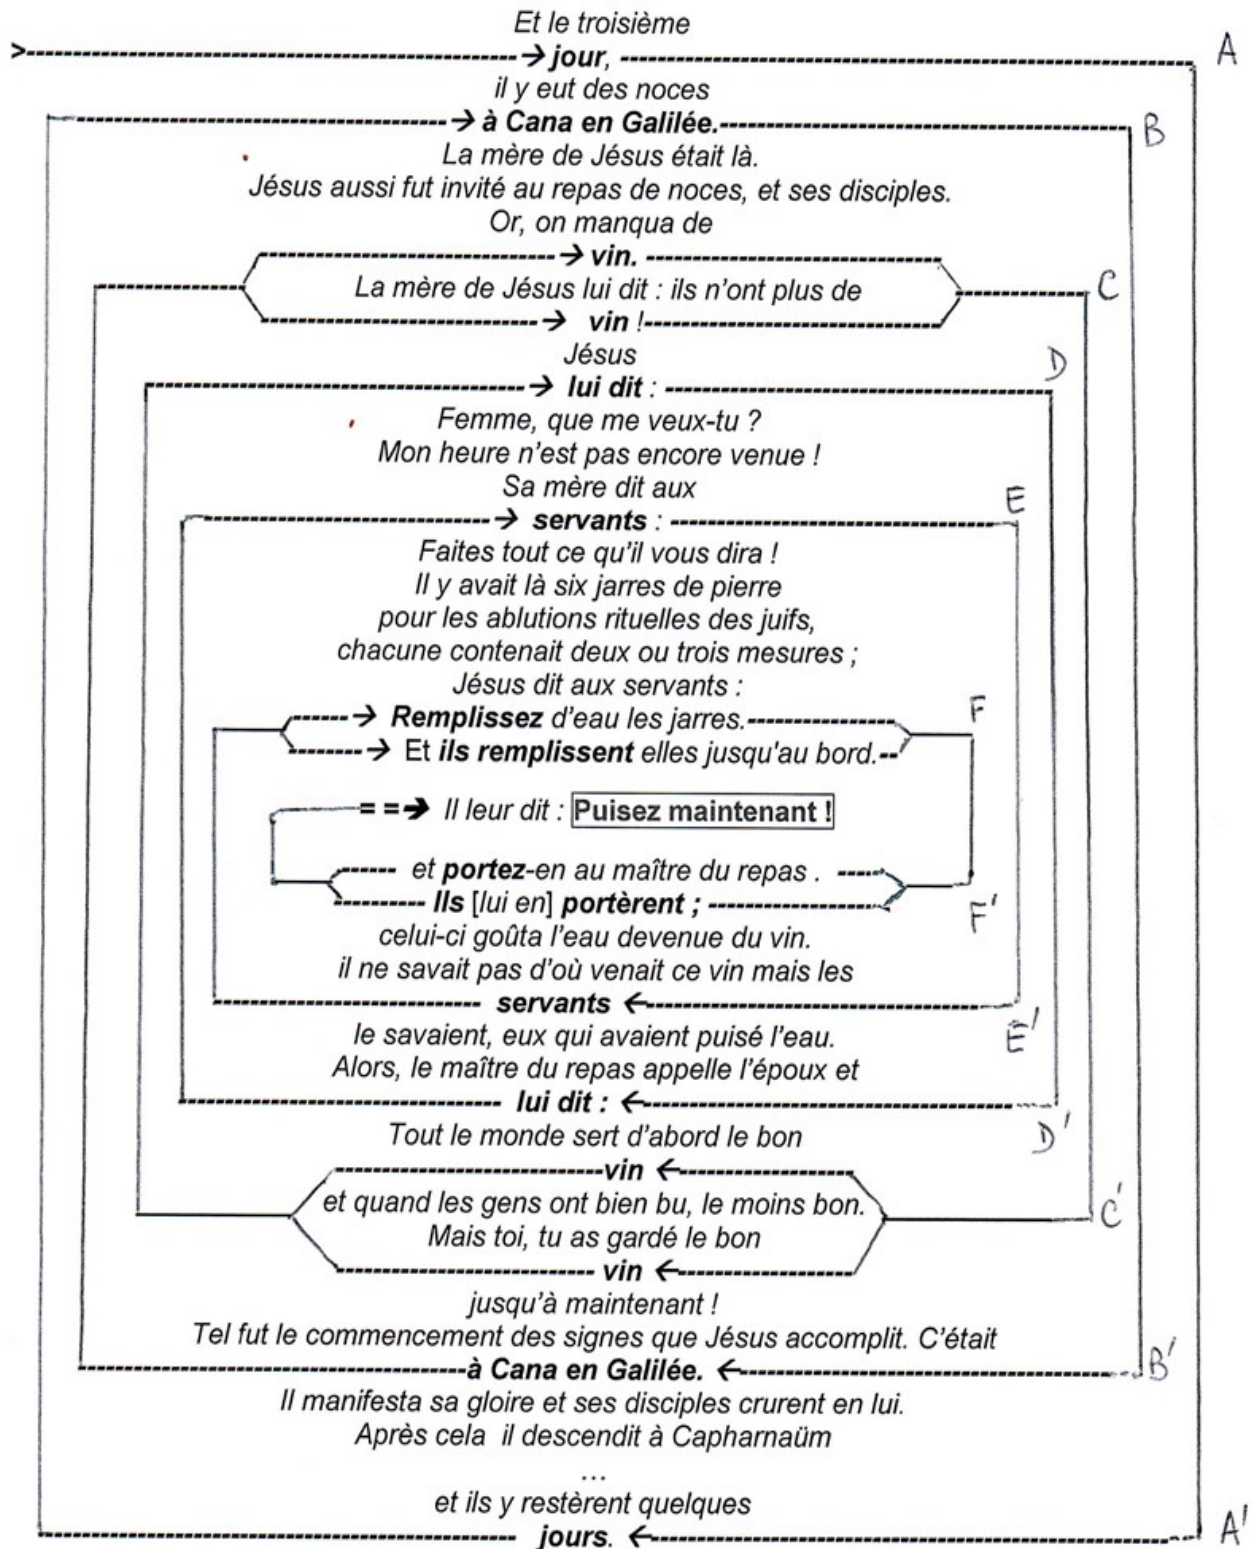 Et le troisième
jour, A
il y eut des noces
à Cana en Galilée. B
La mère de Jésus était là.
Jésus aussi fut invité au repas de noces, et ses disciples.
Or, on manqua de
vin.
La mère de Jésus lui dit : ils n'ont plus de C
vin !
Jésus
lui dit : D
Femme, que me veux-tu ?
Mon heure n'est pas encore venue !
Sa mère dit aux
servants : E
Faites tout ce qu'il vous dira !
Il y avait là six jarres de pierre
pour les ablutions rituelles des juifs,
chacune contenait deux ou trois mesures ;
Jésus dit aux servants :
Remplissez d'eau les jarres. F
Et ils remplissent elles jusqu'au bord.
Il leur dit : Puisez maintenant !
et portez-en au maître du repas .
Ils [lui en] portèrent ; F'
celui-ci goûta l'eau devenue du vin.
il ne savait pas d'où venait ce vin mais les
servants E'
le savaient, eux qui avaient puisé l'eau.
Alors, le maître du repas appelle l'époux et
lui dit : D'
Tout le monde sert d'abord le bon
vin
et quand les gens ont bien bu, le moins bon. C'
Mais toi, tu as gardé le bon
vin
jusqu'à maintenant !
Tel fut le commencement des signes que Jésus accomplit. C'était
à Cana en Galilée. B'
Il manifesta sa gloire et ses disciples crurent en lui.
Après cela il descendit à Capharnaüm
...
et ils y restèrent quelques
jours. A'